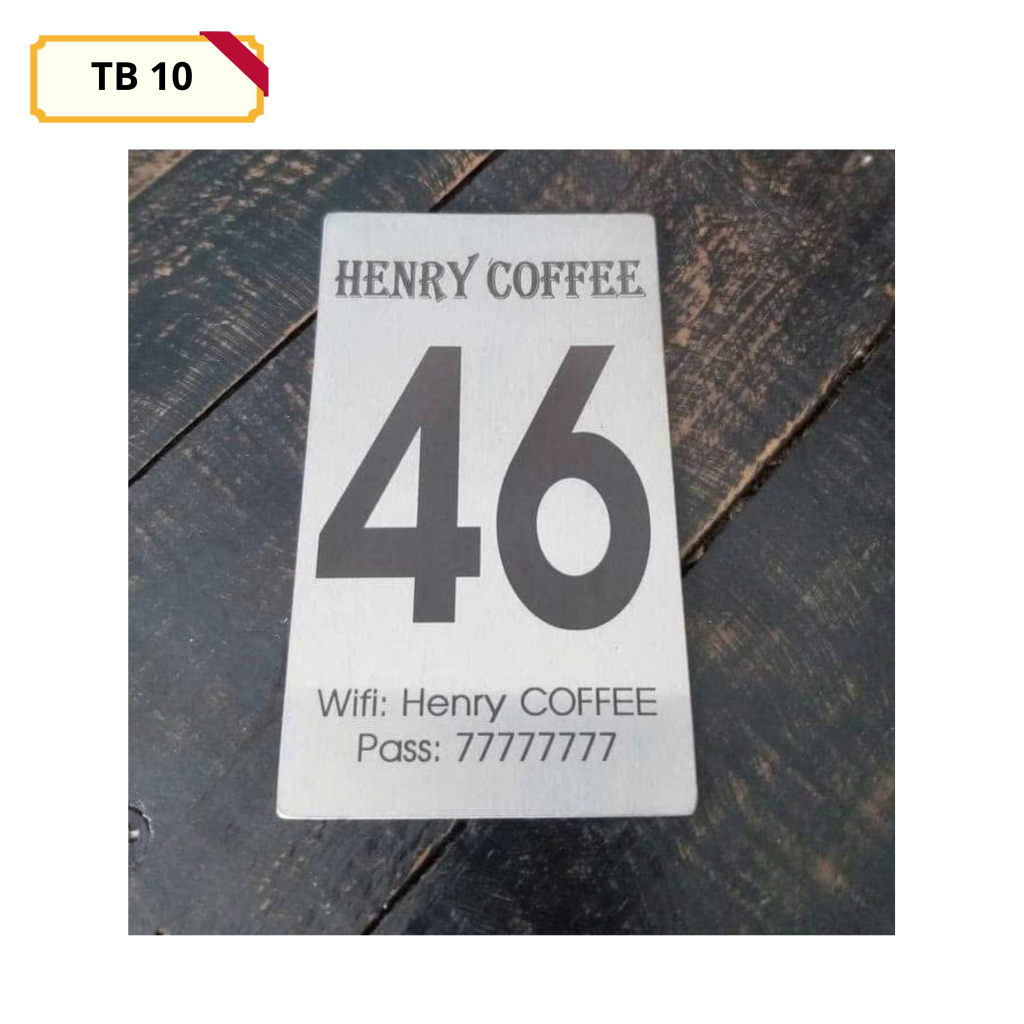 TB 10
HENRY COFFEE
46
Wifi: Henry COFFEE
Pass: 77777777